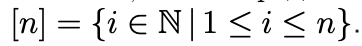 [n] = {i ∈ ℕ | 1 ≤ i ≤ n}.